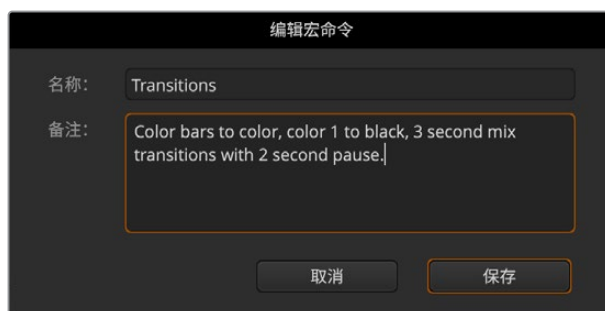 编辑宏命令
名称： Transitions
备注： Color bars to color, color 1 to black, 3 second mix
transitions with 2 second pause.
取消 保存